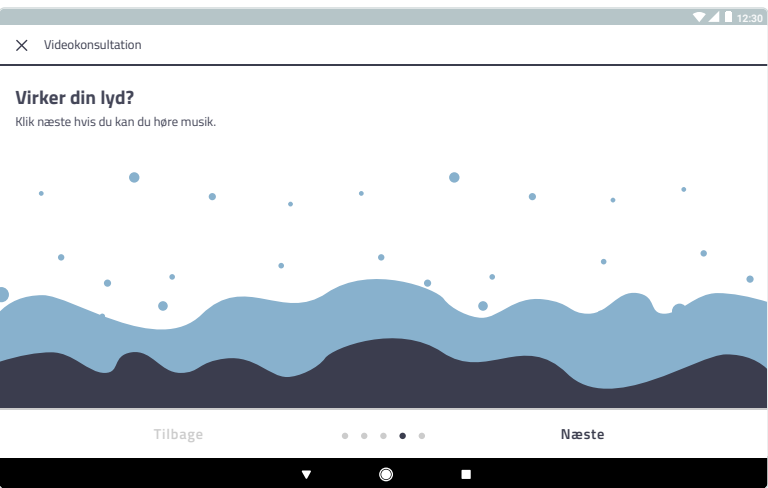 12:30
Videokonsultation
Virker din lyd?
Klik næste hvis du kan du høre musik.
Tilbage
Næste